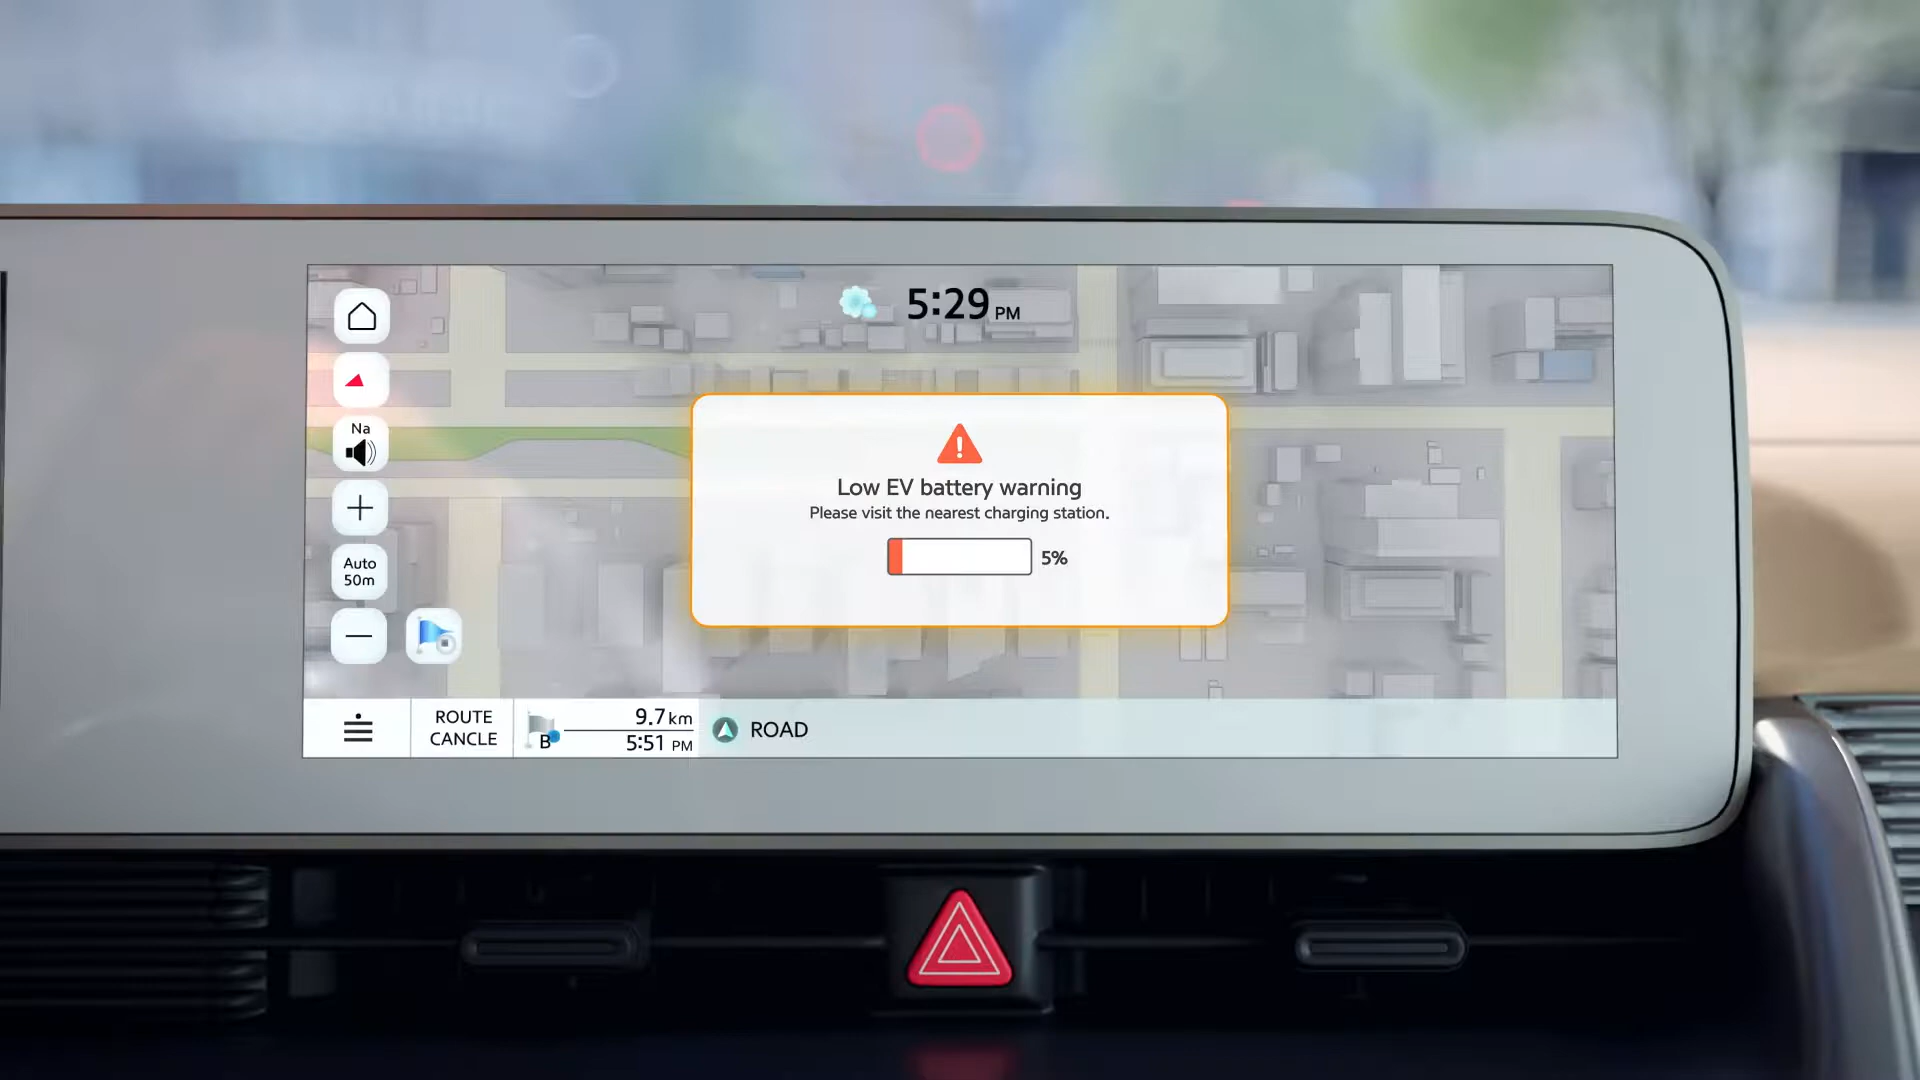 5:29 PM
Na
Low EV battery warning
Please visit the nearest charging station.
5%
Auto
50m
ROUTE
CANCLE
B
9.7 km
5:51 PM
ROAD